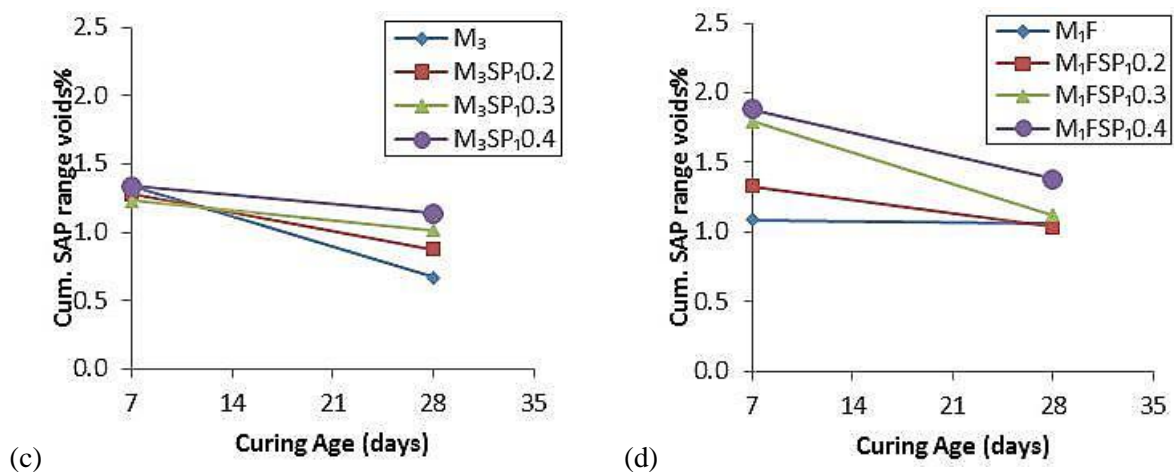 2.5
2.0
1.5
1.0
0.5
0.0
Cum. SAP range voids%
7 14 21 28 35
Curing Age (days)
M₃
M₃SP₁0.2
M₃SP₁0.3
M₃SP₁0.4
(c)
2.5
2.0
1.5
1.0
0.5
0.0
Cum. SAP range voids%
7 14 21 28 35
Curing Age (days)
M₁F
M₁FSP₁0.2
M₁FSP₁0.3
M₁FSP₁0.4
(d)